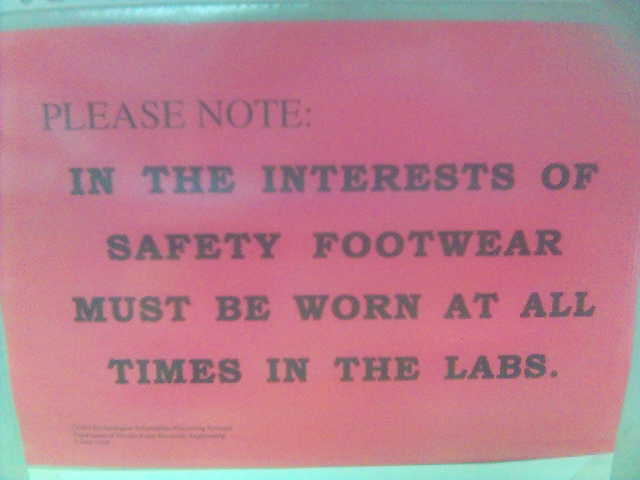 PLEASE NOTE:
IN THE INTERESTS OF
SAFETY FOOTWEAR
MUST BE WORN AT ALL
TIMES IN THE LABS.